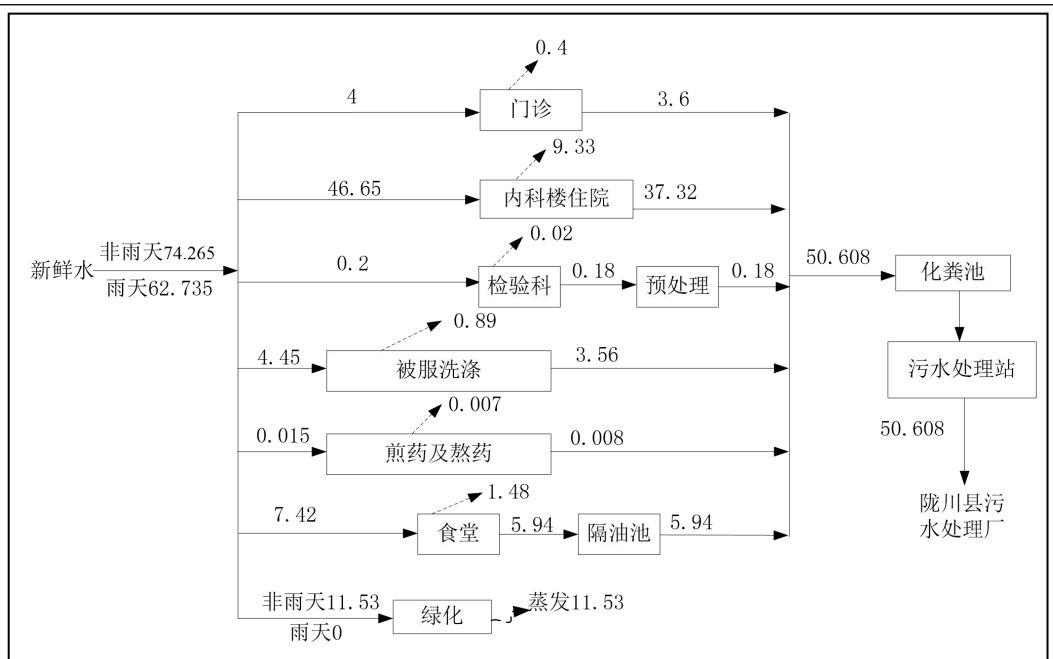 0.4
4
门诊
3.6
9.33
46.65
内科楼住院
37.32
新鲜水
非雨天74.265
雨天62.735
0.02
0.2
检验科
0.18
预处理
0.18
50.608
化粪池
0.89
4.45
被服洗涤
3.56
污水处理站
0.007
0.015
煎药及熬药
0.008
50.608
1.48
7.42
食堂
5.94
隔油池
5.94
陇川县污
水处理厂
非雨天11.53
雨天0
绿化
蒸发11.53